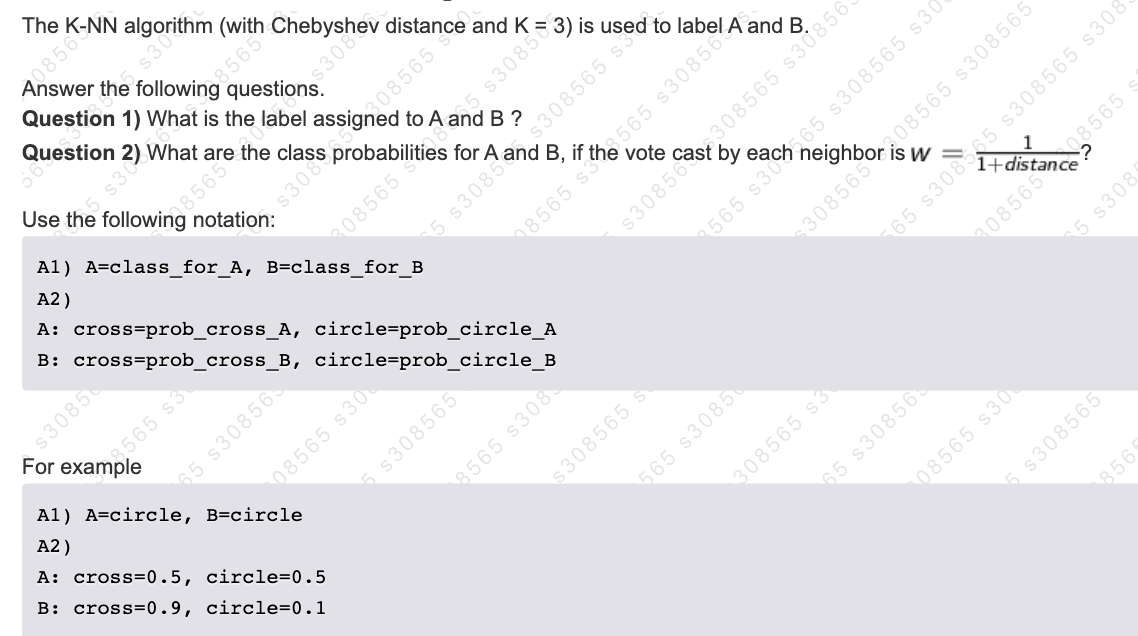 The K-NN algorithm (with Chebyshev distance and K = 3) is used to label A and B.
Answer the following questions.
Question 1) What is the label assigned to A and B ?
Question 2) What are the class probabilities for A and B, if the vote cast by each neighbor is w = 1/1+distance?
Use the following notation:
A1) A=class_for_A, B=class_for_B
A2)
A: cross=prob_cross_A, circle=prob_circle_A
B: cross=prob_cross_B, circle=prob_circle_B
For example
A1) A=circle, B=circle
A2)
A: cross=0.5, circle=0.5
B: cross=0.9, circle=0.1
s308565